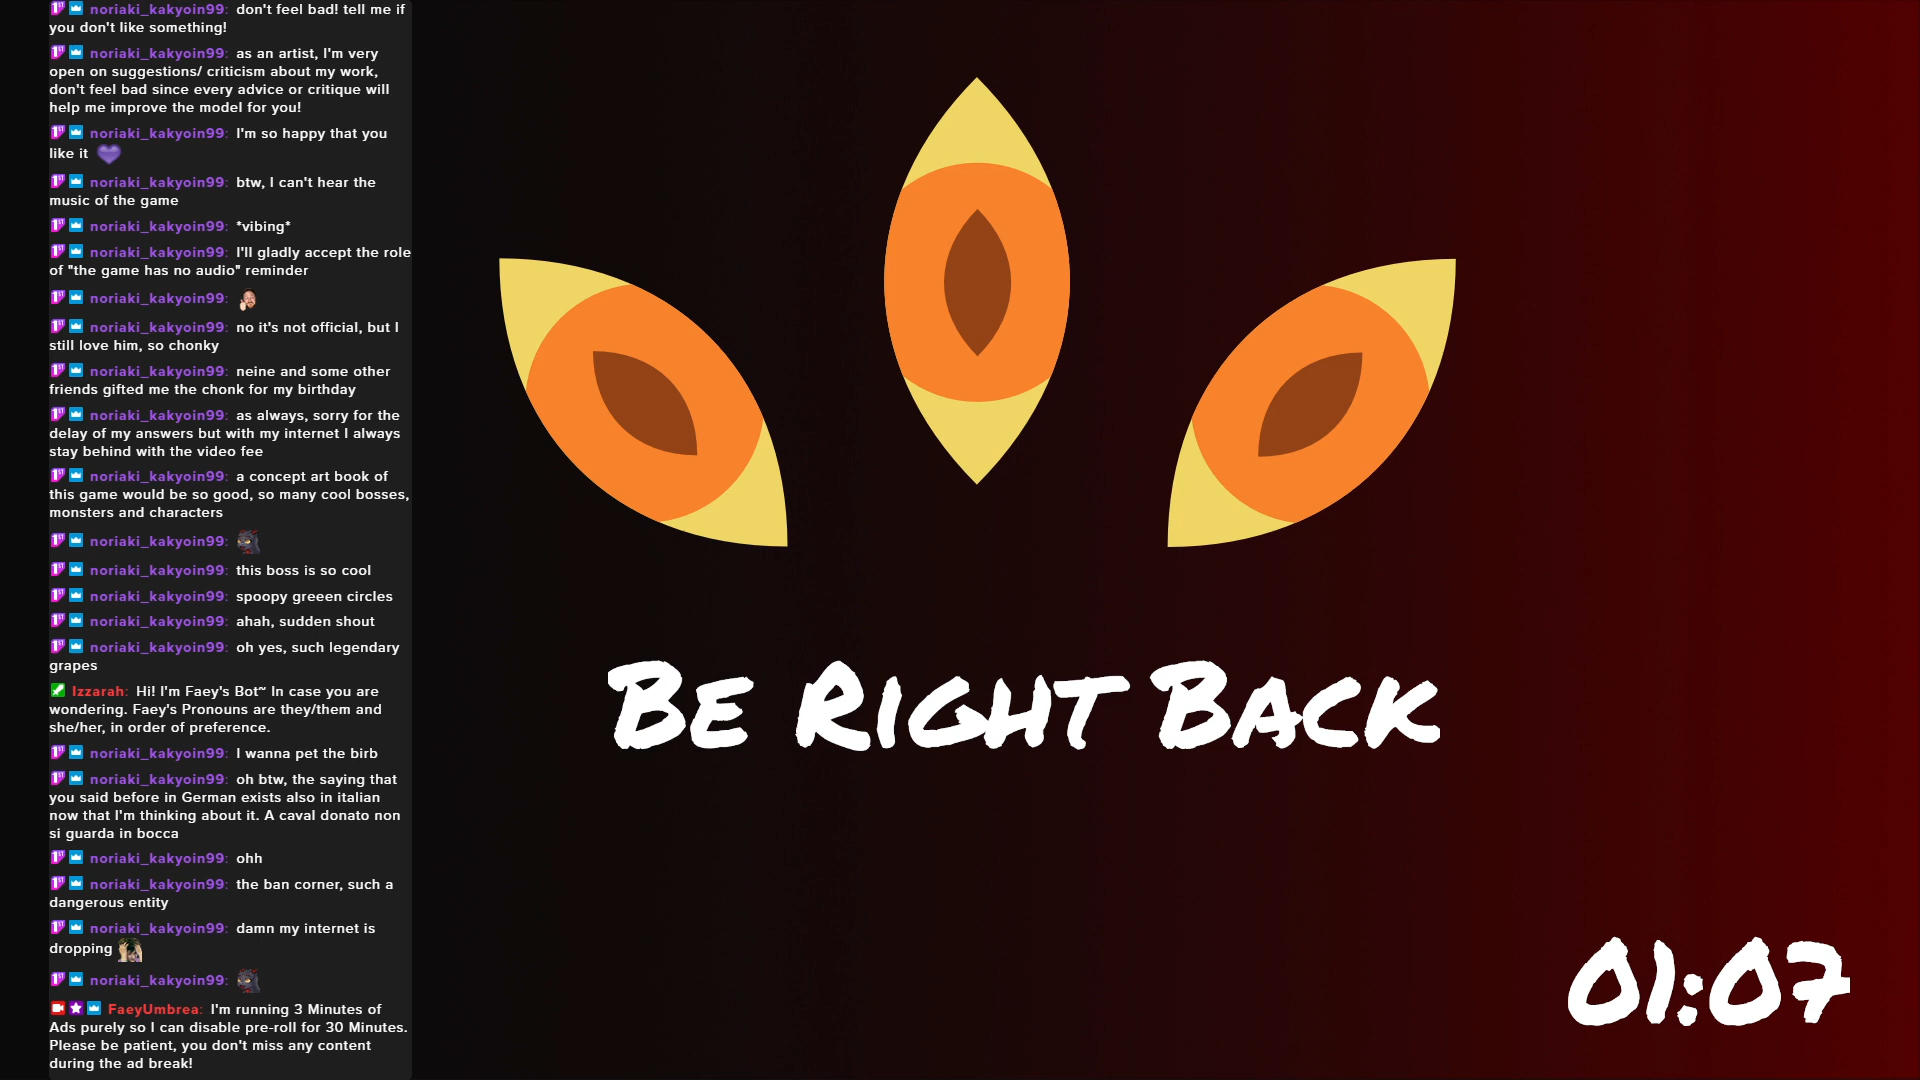 noriaki_kakyoin99: don't feel bad! tell me if
you don't like something!
noriaki_kakyoin99: as an artist, I'm very
open on suggestions/ criticism about my work,
don't feel bad since every advice or critique will
help me improve the model for you!
noriaki_kakyoin99: I'm so happy that you
like it
noriaki_kakyoin99: btw, I can't hear the
music of the game
noriaki_kakyoin99: *vibing*
noriaki_kakyoin99: I'll gladly accept the role
of "the game has no audio" reminder
noriaki_kakyoin99:
noriaki_kakyoin99: no it's not official, but I
still love him, so chonky
noriaki_kakyoin99: neine and some other
friends gifted me the chonk for my birthday
noriaki_kakyoin99: as always, sorry for the
delay of my answers but with my internet I always
stay behind with the video fee
noriaki_kakyoin99: a concept art book of
this game would be so good, so many cool bosses,
monsters and characters
noriaki_kakyoin99:
noriaki_kakyoin99: this boss is so cool
noriaki_kakyoin99: spoopy greeen circles
noriaki_kakyoin99: ahah, sudden shout
noriaki_kakyoin99: oh yes, such legendary
grapes
Izzarah: Hi! I'm Faey's Bot~ In case you are
wondering. Faey's Pronouns are they/them and
she/her, in order of preference.
noriaki_kakyoin99: I wanna pet the birb
noriaki_kakyoin99: oh btw, the saying that
you said before in German exists also in italian
now that I'm thinking about it. A caval donato non
si guarda in bocca
noriaki_kakyoin99: ohh
noriaki_kakyoin99: the ban corner, such a
dangerous entity
noriaki_kakyoin99: damn my internet is
dropping
noriaki_kakyoin99:
FaeyUmbrea: I'm running 3 Minutes of
Ads purely so I can disable pre-roll for 30 Minutes.
Please be patient, you don't miss any content
during the ad break!
Be Right Back
01:07